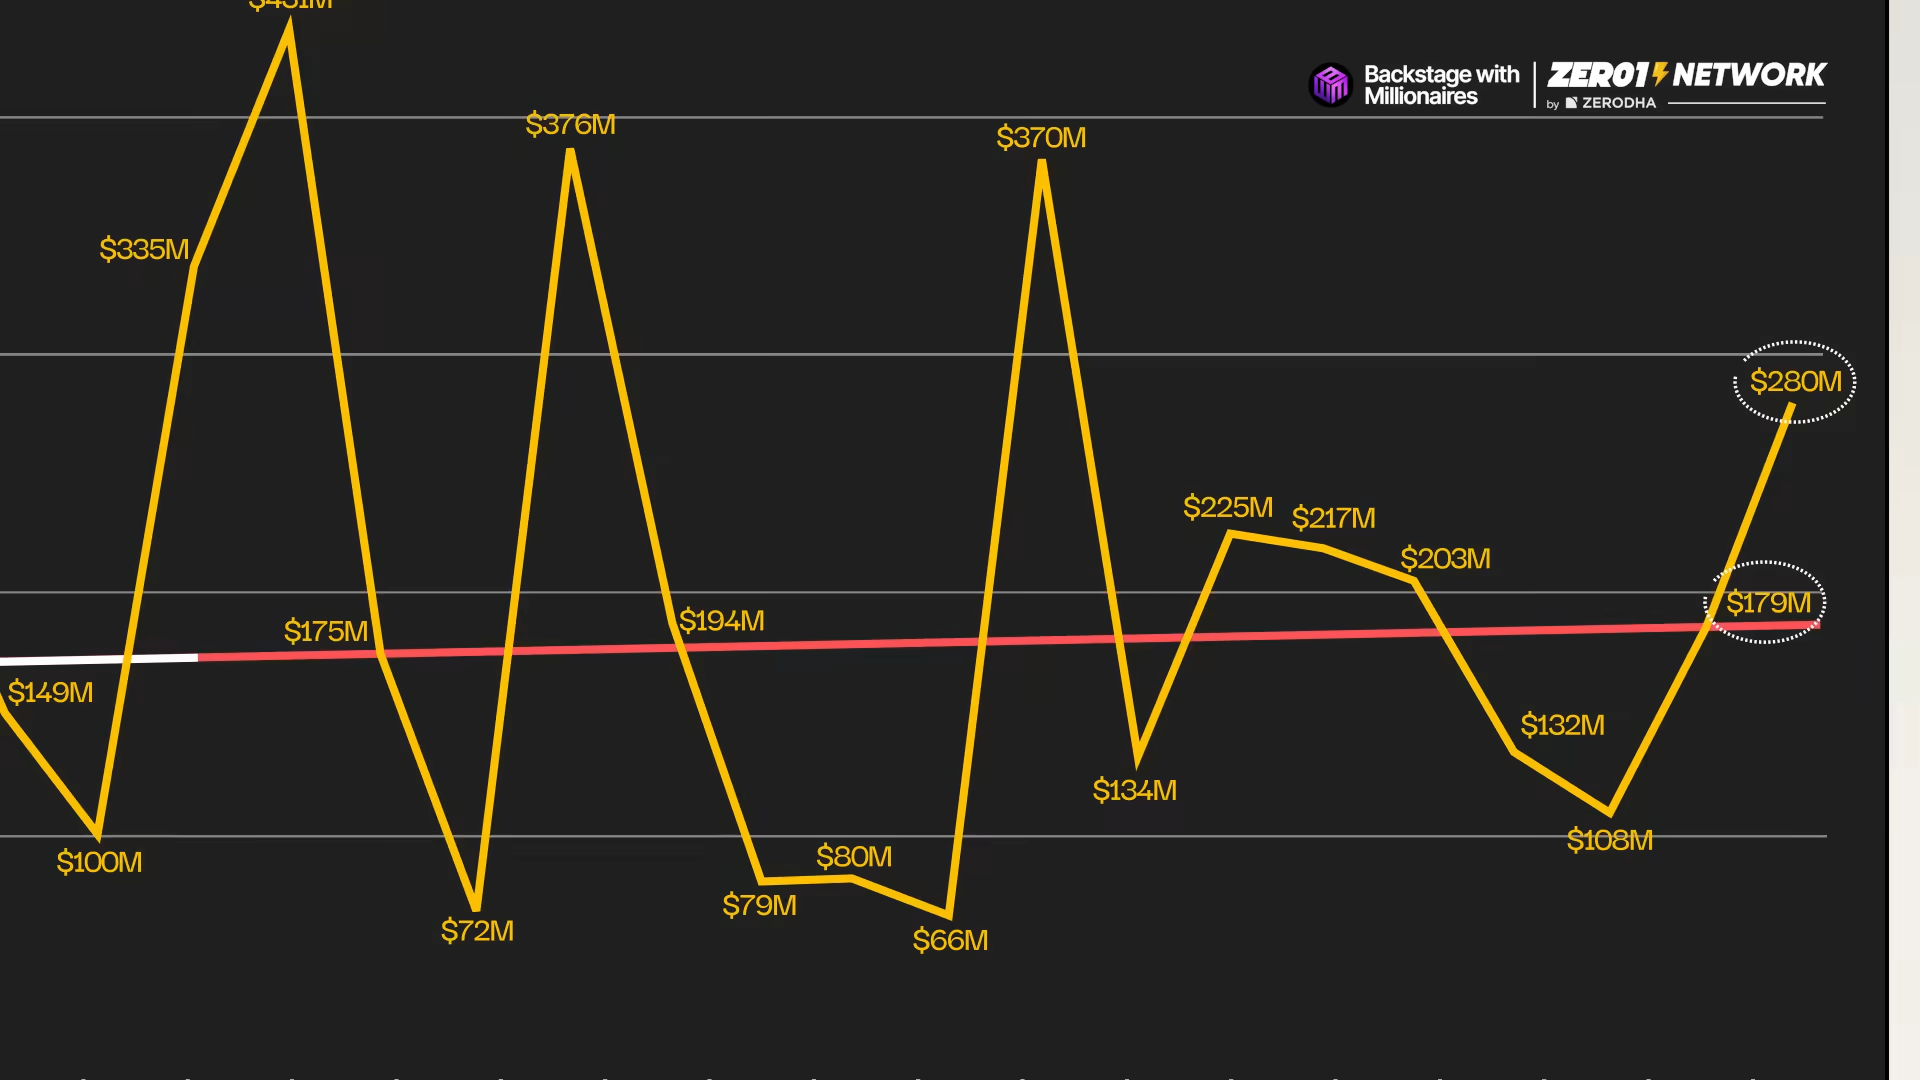 $431M
Backstage with
Millionaires
ZERO1 NETWORK
by ZERODHA
$376M
$370M
$335M
$280M
$225M
$217M
$203M
$179M
$194M
$175M
$149M
$132M
$134M
$108M
$80M
$100M
$79M
$72M
$66M